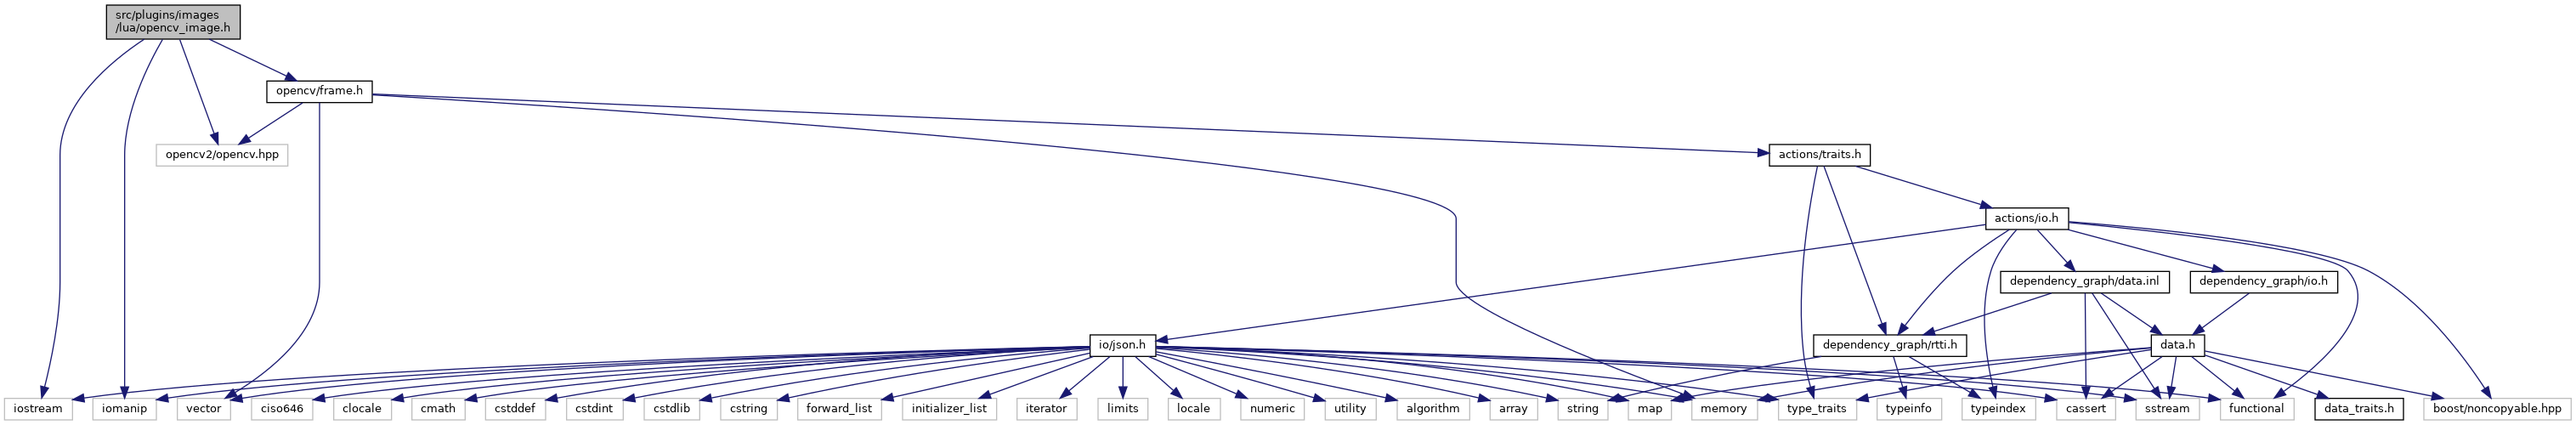 src/plugins/images
/lua/opencv_image.h
opencv/frame.h
opencv2/opencv.hpp
actions/traits.h
actions/io.h
dependency_graph/data.inl
dependency_graph/io.h
io/json.h
dependency_graph/rtti.h
data.h
iostream
iomanip
vector
ciso646
clocale
cmath
cstddef
cstdint
cstdlib
cstring
forward_list
initializer_list
iterator
limits
locale
numeric
utility
algorithm
array
string
map
memory
type_traits
typeinfo
typeindex
cassert
sstream
functional
data_traits.h
boost/noncopyable.hpp